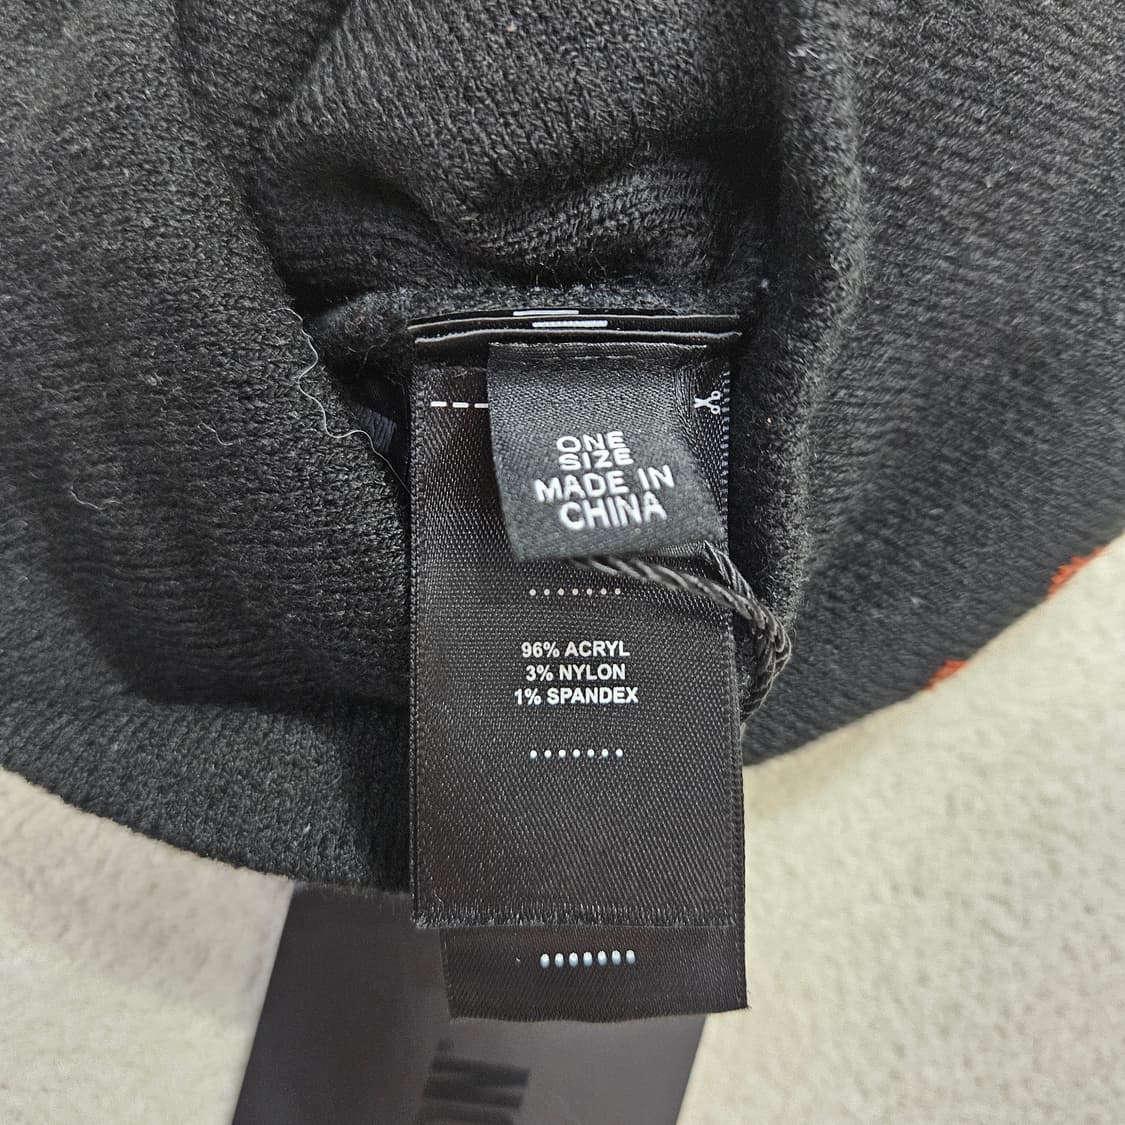 ONE
SIZE
MADE IN
CHINA
96% ACRYL
3% NYLON
1% SPANDEX